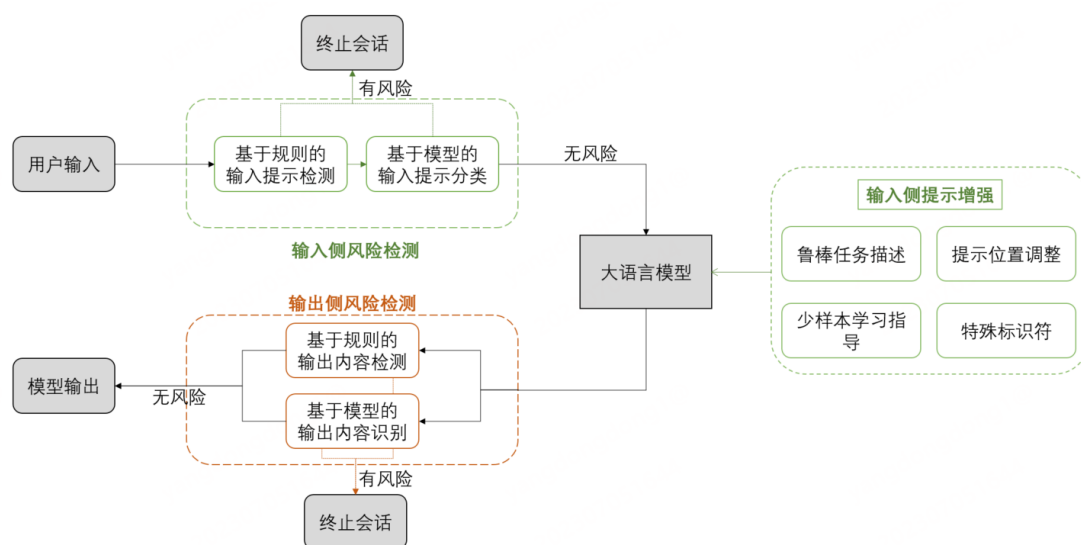 终止会话
有风险
用户输入
基于规则的
输入提示检测
基于模型的
输入提示分类
无风险
输入侧风险检测
大语言模型
输入侧提示增强
鲁棒任务描述
提示位置调整
少样本学习指
导
特殊标识符
输出侧风险检测
基于规则的
输出内容检测
基于模型的
输出内容识别
无风险
模型输出
有风险
终止会话